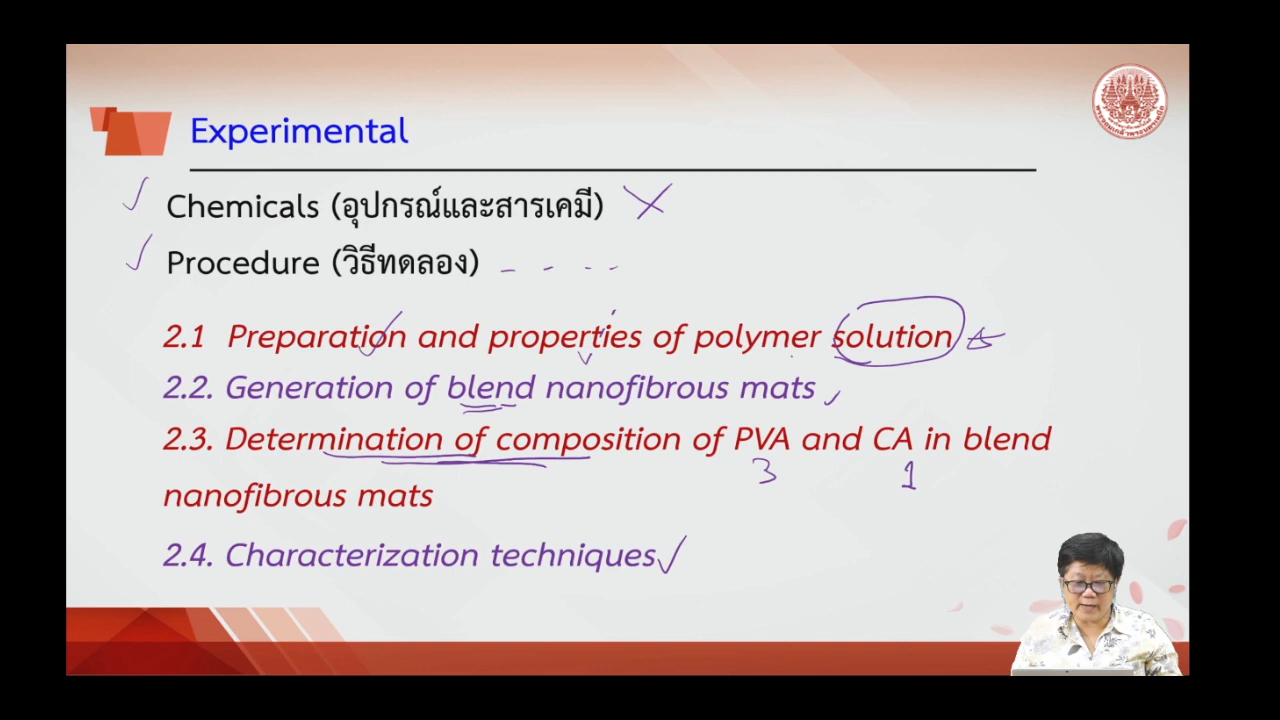 Experimental
Chemicals (อุปกรณ์และสารเคมี)
Procedure (วิธีทดลอง)
2.1 Preparation and properties of polymer solution
2.2. Generation of blend nanofibrous mats
2.3. Determination of composition of PVA and CA in blend
3 1
nanofibrous mats
2.4. Characterization techniques